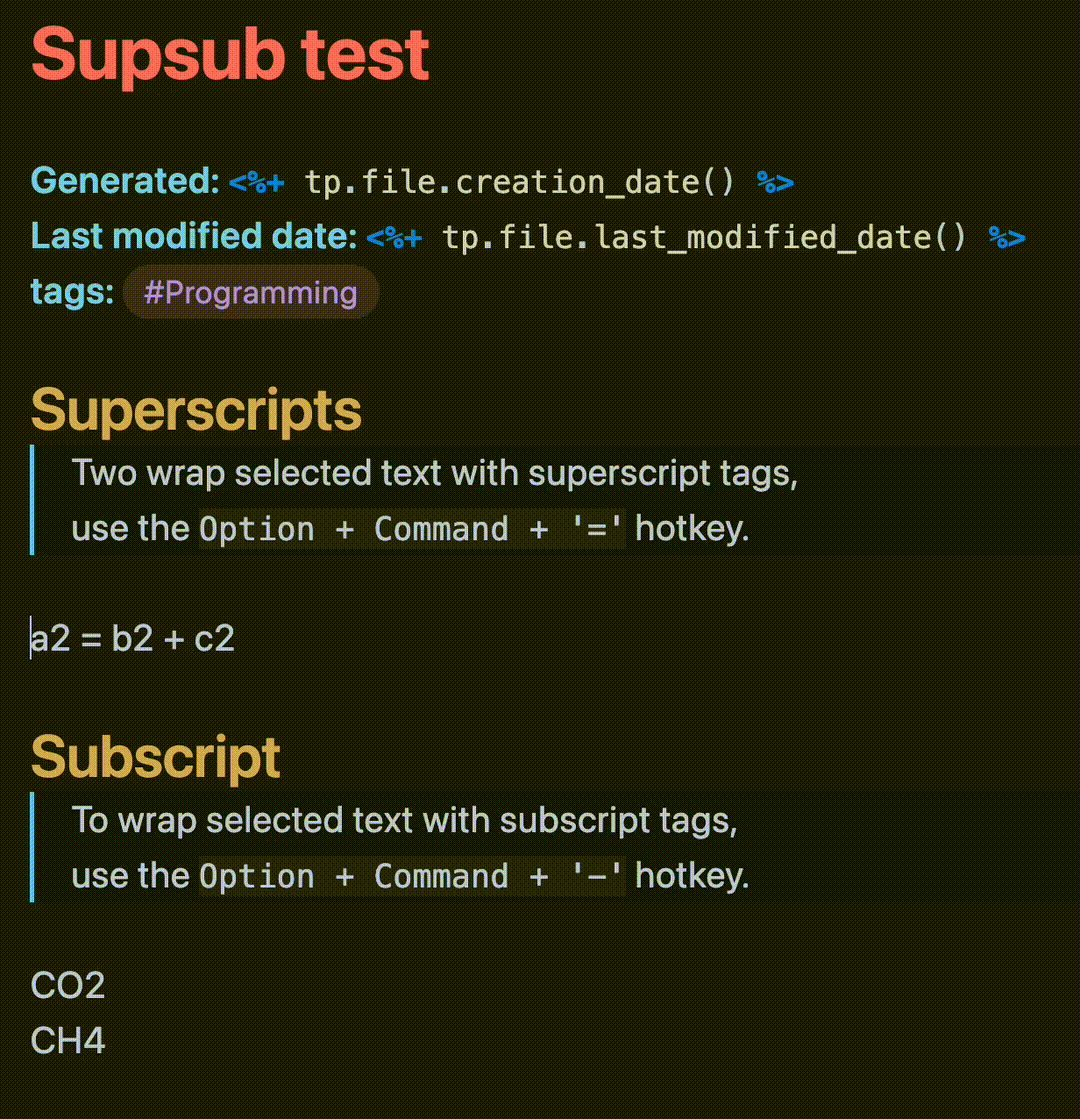 Supsub test
Generated: <%+ tp.file.creation_date() %>
Last modified date: <%+ tp.file.last_modified_date() %>
tags: #Programming
Superscripts
Two wrap selected text with superscript tags,
use the Option + Command + '=' hotkey.
a2 = b2 + c2
Subscript
To wrap selected text with subscript tags,
use the Option + Command + '-' hotkey.
CO2
CH4